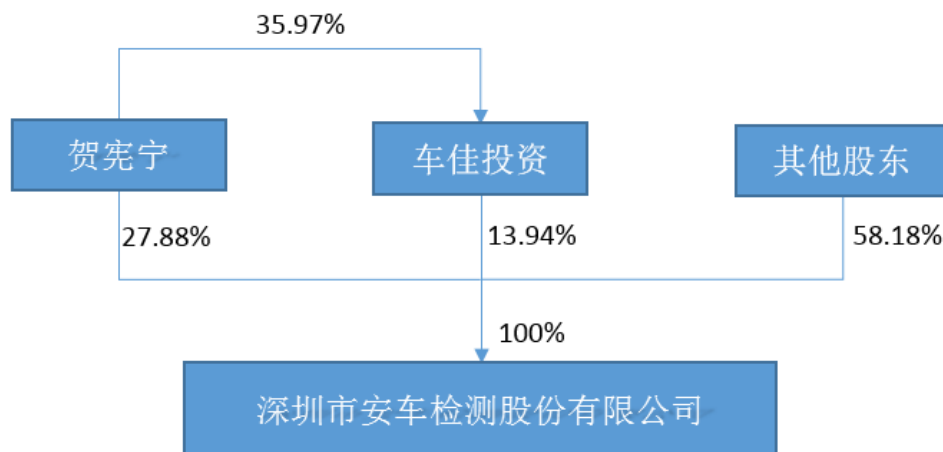 35.97%
贺宪宁
车佳投资
其他股东
27.88%
13.94%
58.18%
100%
深圳市安车检测股份有限公司